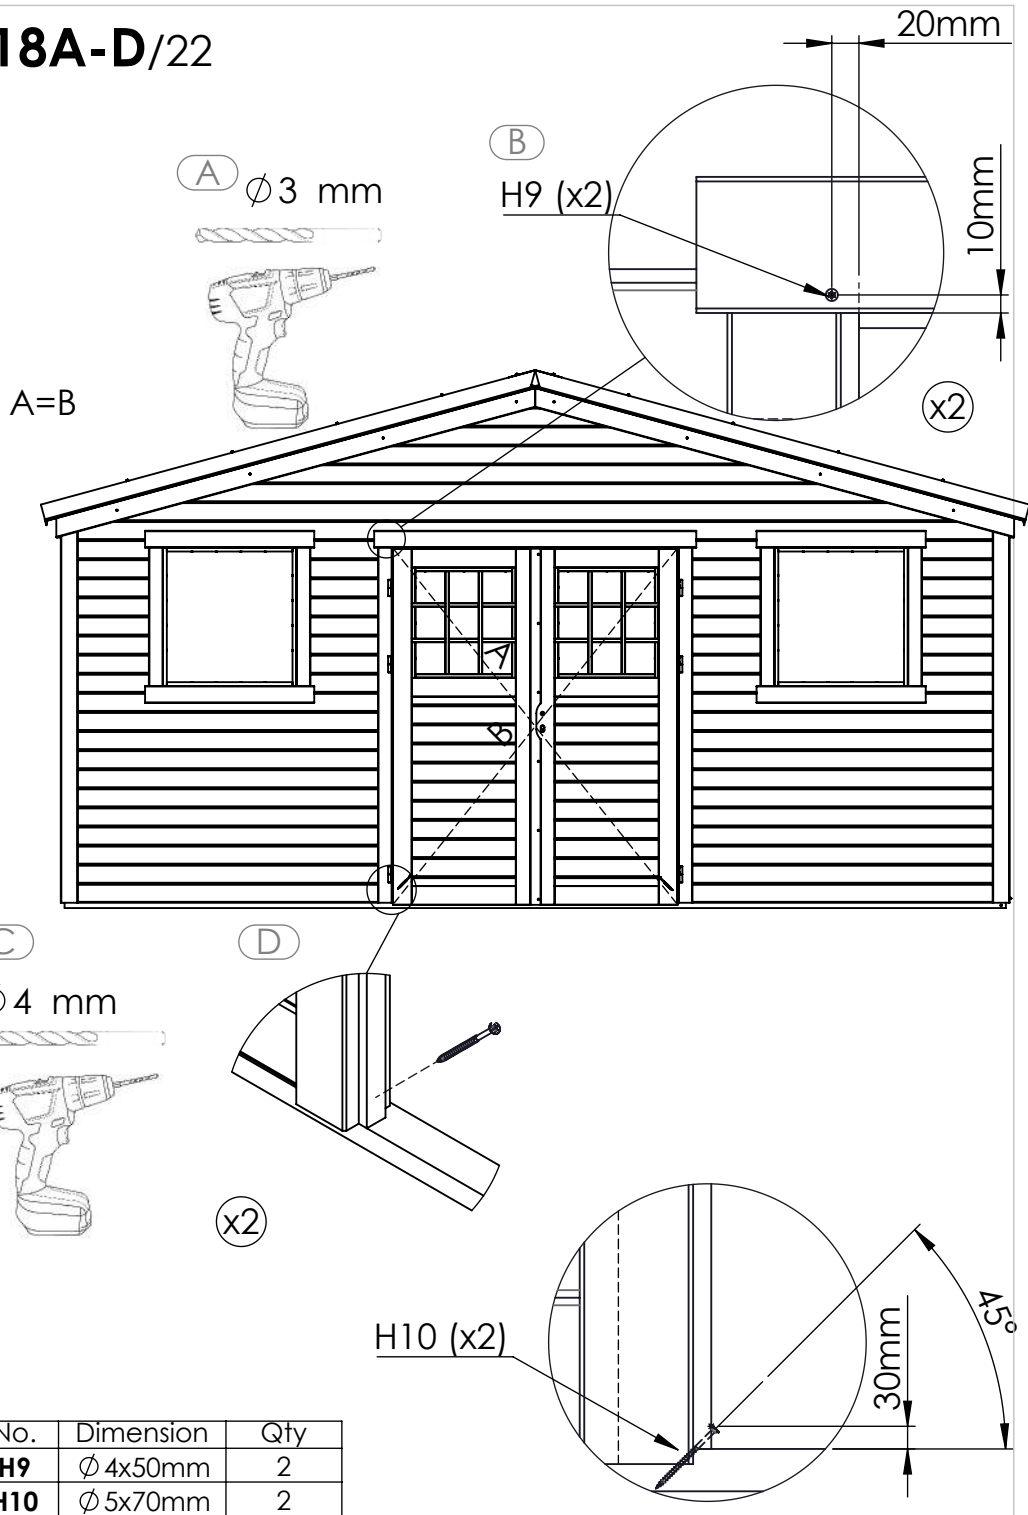 18A-D/22
20mm
A
Ø3 mm
B
H9 (x2)
10mm
A=B
x2
A
B
C
D
Ø4 mm
x2
H10 (x2)
30mm
45°
No. Dimension Qty
H9 Ø4x50mm 2
H10 Ø5x70mm 2